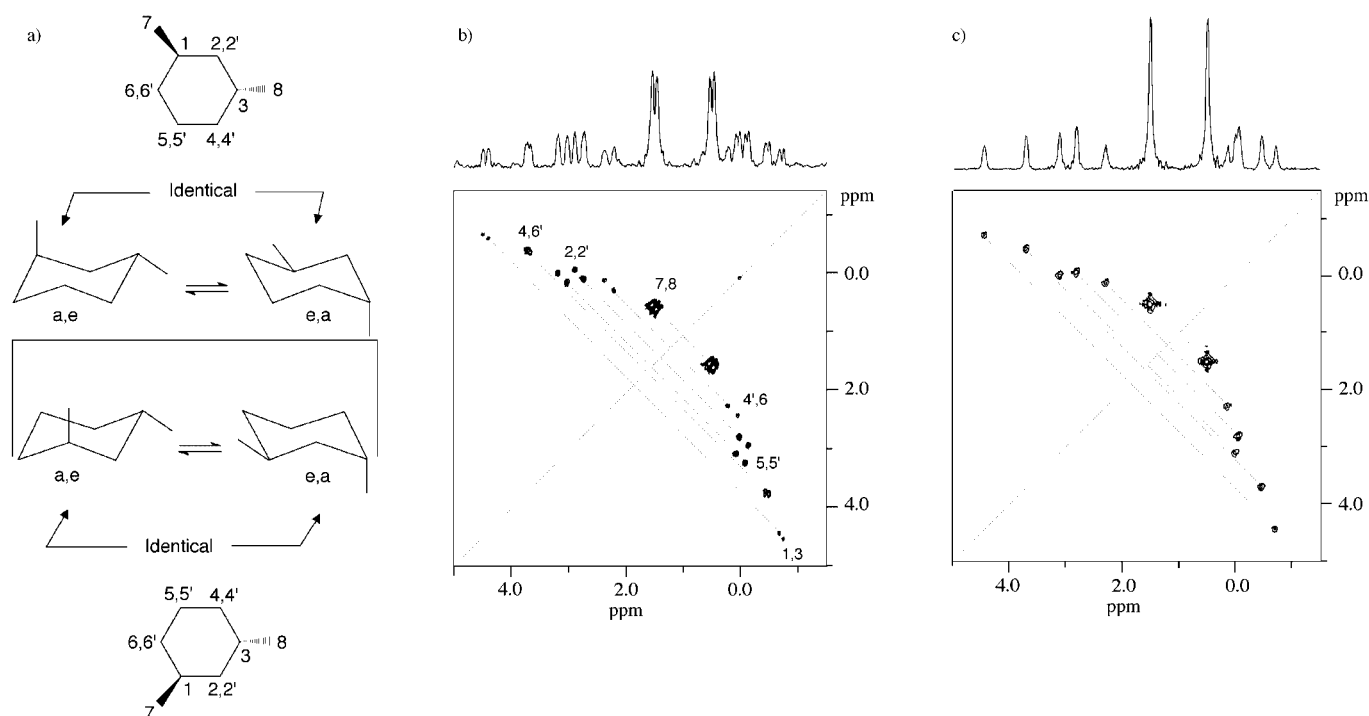 a)
7
1
2,2'
6,6'
8
3
5,5'
4,4'
Identical
a,e
e,a
a,e
e,a
Identical
5,5'
4,4'
6,6'
8
3
1
2,2'
7
b)
ppm
4,6'
2,2'
7,8
0.0
2.0
4',6
5,5'
4.0
1,3
4.0
2.0
0.0
ppm
c)
ppm
0.0
2.0
4.0
4.0
2.0
0.0
ppm